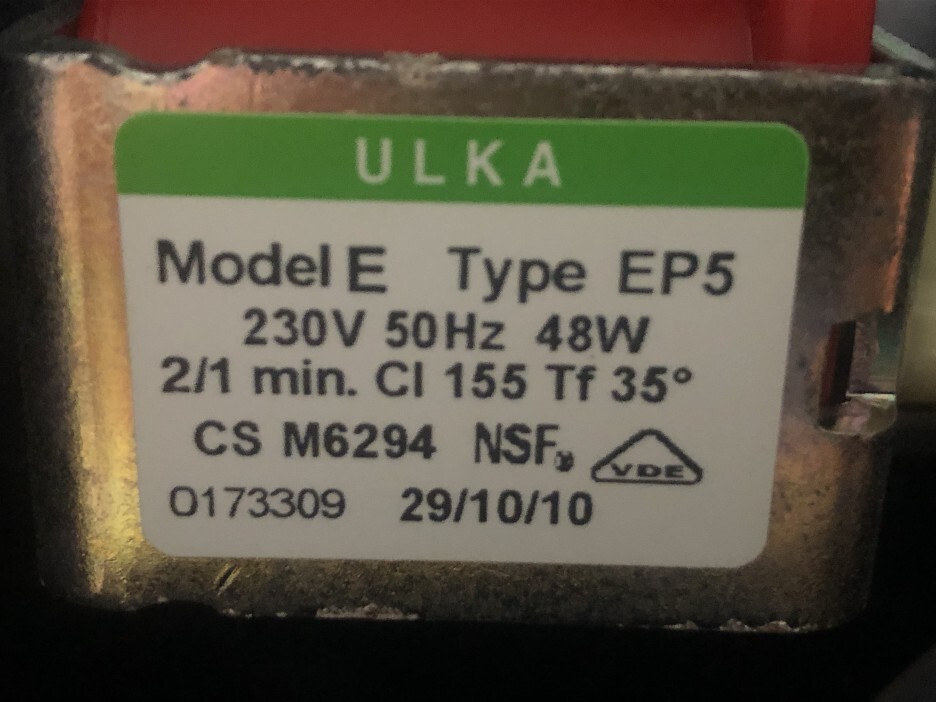 ULKA
Model E Type EP5
230V 50Hz 48W
2/1 min. Cl 155 Tf 35°
CS M6294 NSF® VDE
0173309 29/10/10